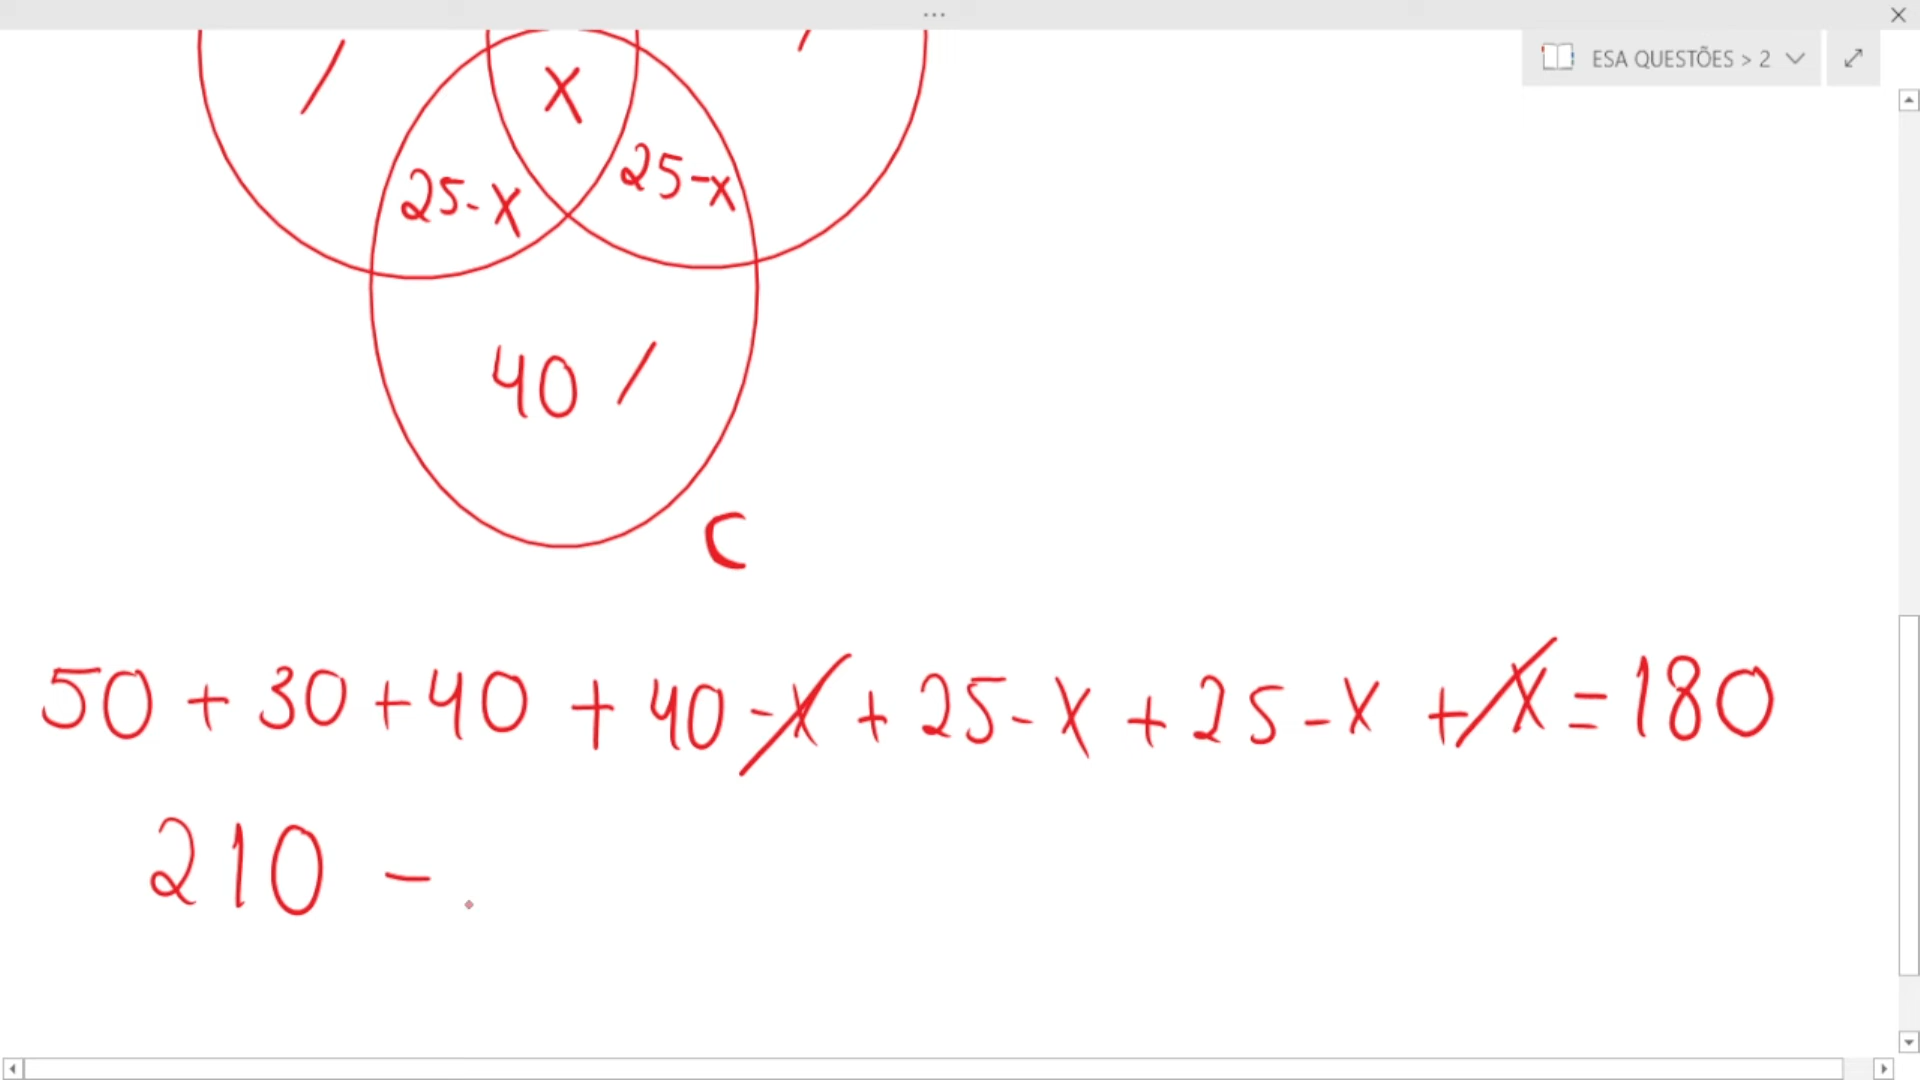 ESA QUESTÕES > 2
X
25-X
25-X
40 /
C
50 + 30 + 40 + 40 - X + 25 - X + 25 - X + X = 180
210 -